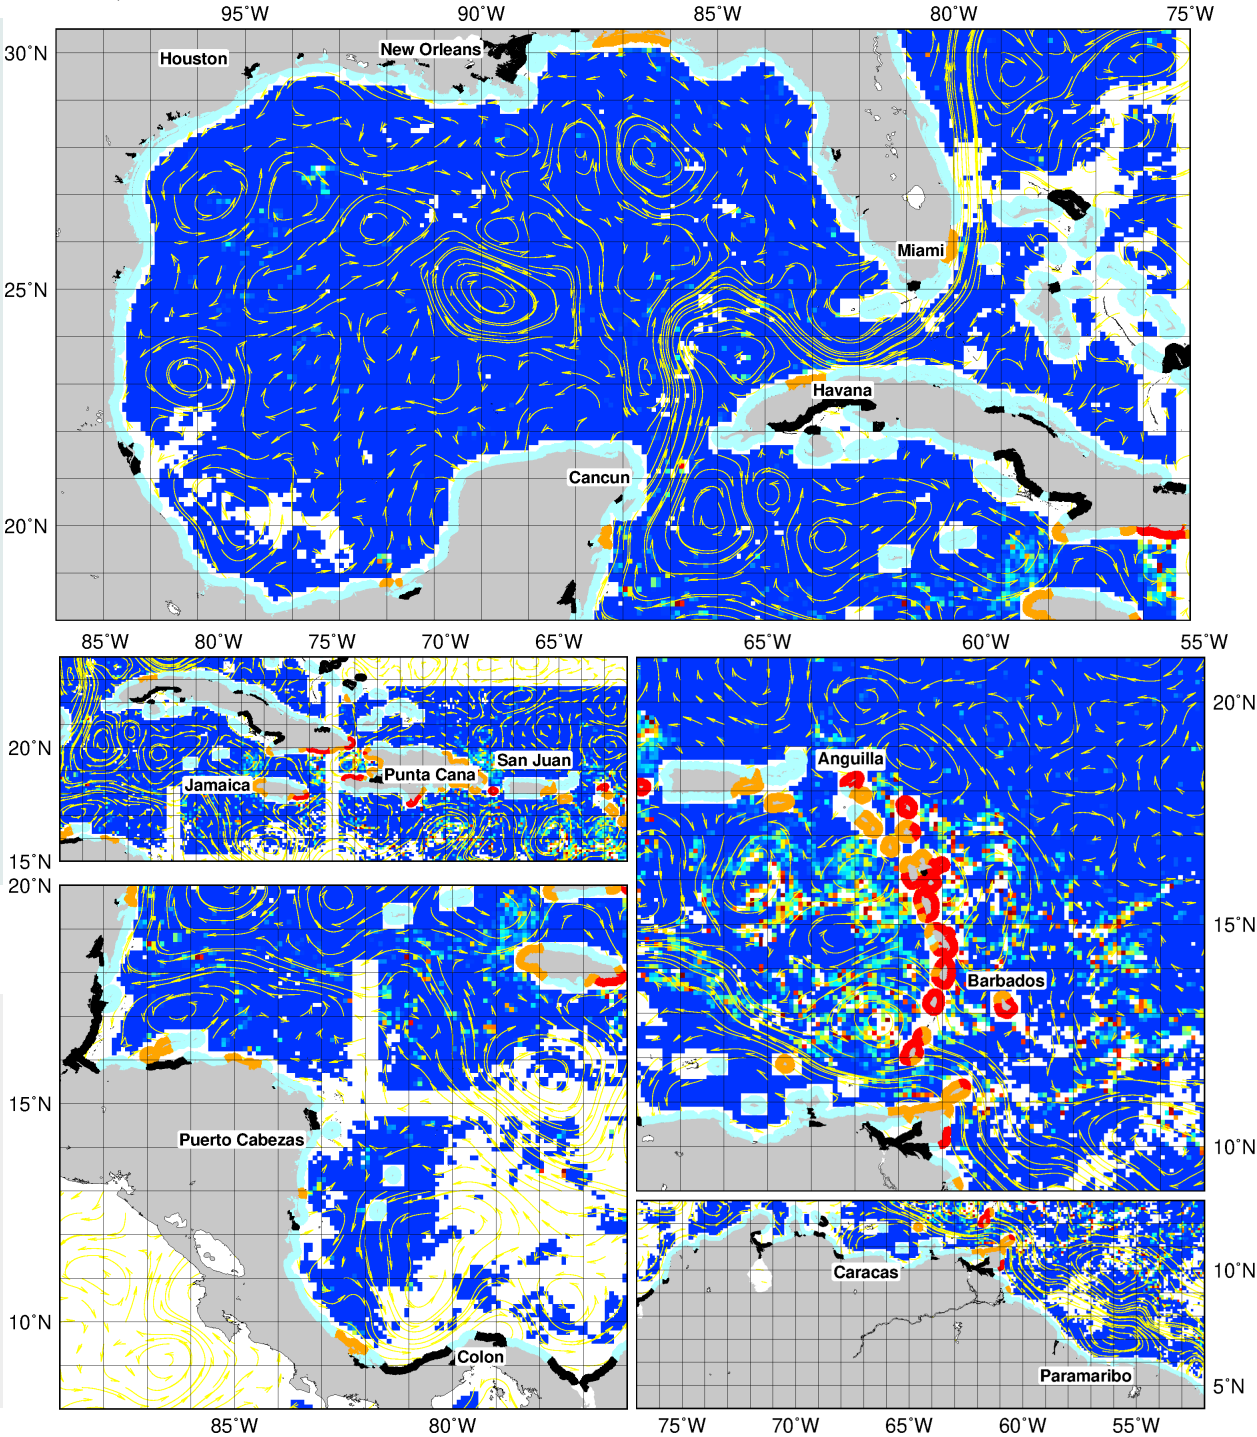 95°W 90°W 85°W 80°W 75°W
30°N
Houston
New Orleans
Miami
25°N
Havana
Cancun
20°N
85°W 80°W 75°W 70°W 65°W
65°W 60°W 55°W
20°N
20°N
San Juan
Anguilla
Punta Cana
Jamaica
15°N
20°N
15°N
Barbados
15°N
Puerto Cabezas
10°N
Caracas
10°N
10°N
Colon
Paramaribo
5°N
85°W 80°W
75°W 70°W 65°W 60°W 55°W